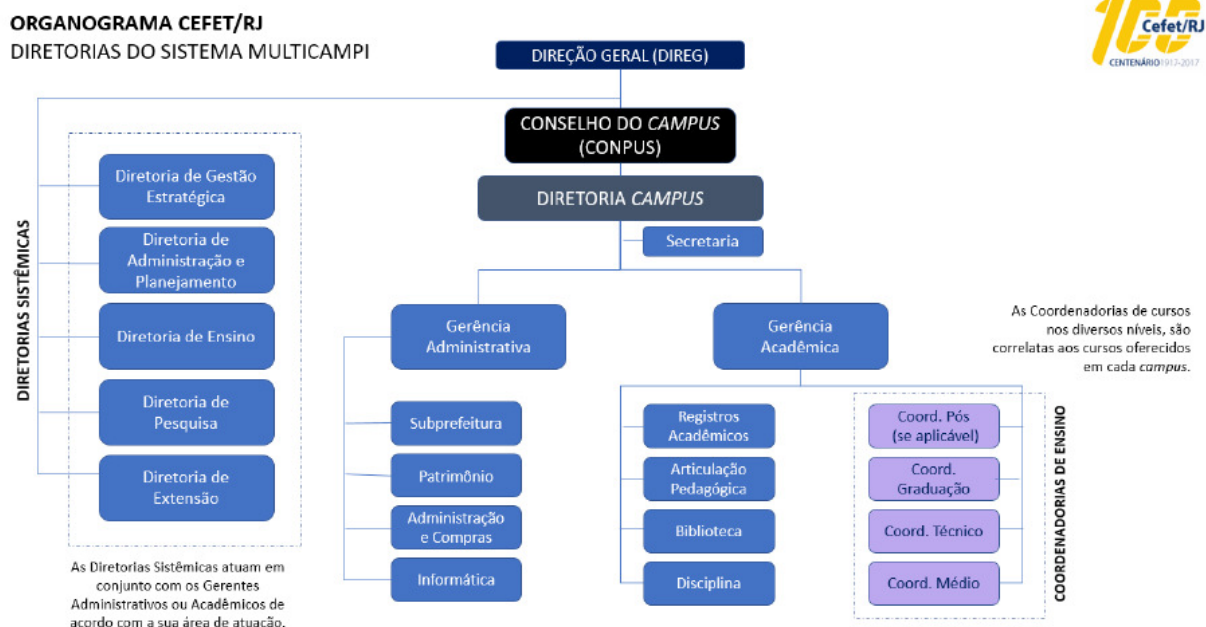 ORGANOGRAMA CEFET/RJ
DIRETORIAS DO SISTEMA MULTICAMPI
100
Cefet/RJ
CENTENÁRIO 1917-2017
DIREÇÃO GERAL (DIREG)
CONSELHO DO CAMPUS
(CONPUS)
DIRETORIA CAMPUS
Secretaria
DIRETORIAS SISTÊMICAS
Diretoria de Gestão
Estratégica
Diretoria de
Administração e
Planejamento
Diretoria de Ensino
Diretoria de
Pesquisa
Diretoria de
Extensão
As Diretorias Sistêmicas atuam em
conjunto com os Gerentes
Administrativos ou Acadêmicos de
acordo com a sua área de atuação.
Gerência
Administrativa
Subprefeitura
Patrimônio
Administração
e Compras
Informática
Gerência
Acadêmica
Registros
Acadêmicos
Articulação
Pedagógica
Biblioteca
Disciplina
As Coordenadorias de cursos
nos diversos níveis, são
correlatas aos cursos oferecidos
em cada campus.
Coord. Pós
(se aplicável)
Coord.
Graduação
Coord. Técnico
Coord. Médio
COORDENADORIAS DE ENSINO